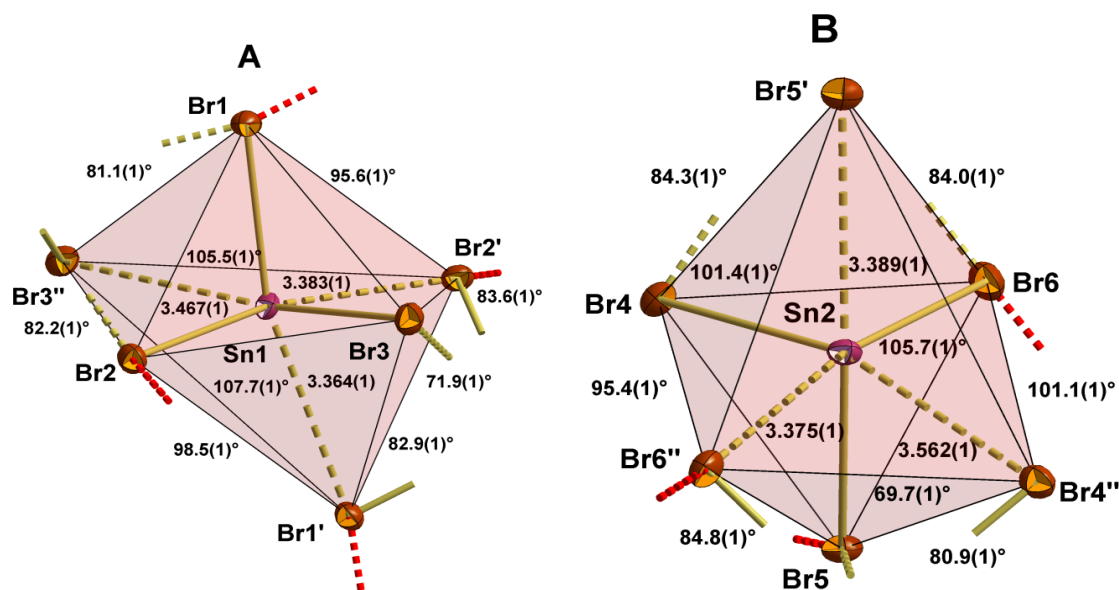 A
B
Br1
Br5'
81.1(1)°
95.6(1)°
84.3(1)°
84.0(1)°
105.5(1)°
3.383(1)
Br2'
101.4(1)°
3.389(1)
Br6
Br3''
3.467(1)
83.6(1)°
Br4
Sn2
82.2(1)°
Br2
Sn1
Br3
105.7(1)°
107.7(1)°
3.364(1)
71.9(1)°
95.4(1)°
101.1(1)°
98.5(1)°
82.9(1)°
3.375(1)
3.562(1)
Br6''
69.7(1)°
Br4''
Br1'
84.8(1)°
80.9(1)°
Br5